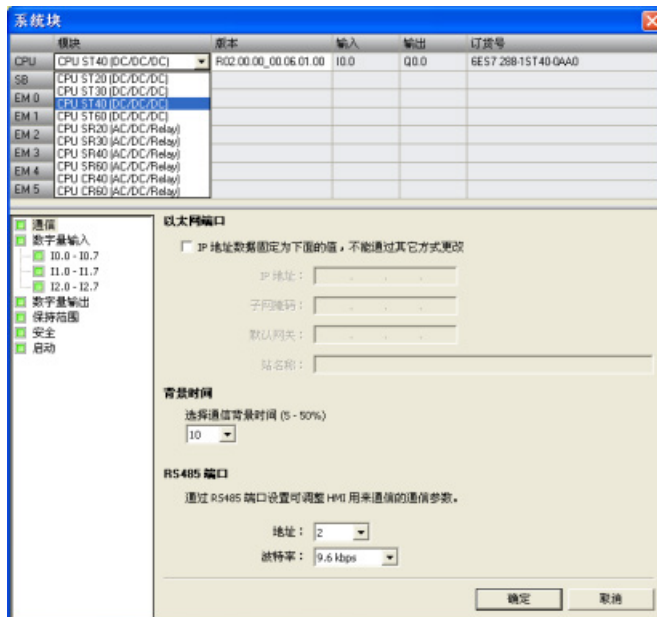 系统块
模块 版本 输入 输出 订货号
CPU CPU ST40 (DC/DC/DC) R02.00.00_00.06.01.00 I0.0 Q0.0 6ES7 288-1ST40-0AA0
SB CPU ST20 (DC/DC/DC)
CPU ST30 (DC/DC/DC)
EM 0 CPU ST40 (DC/DC/DC)
EM 1 CPU ST60 (DC/DC/DC)
CPU SR20 (AC/DC/Relay)
EM 2 CPU SR30 (AC/DC/Relay)
EM 3 CPU SR40 (AC/DC/Relay)
EM 4 CPU SR60 (AC/DC/Relay)
CPU CR40 (AC/DC/Relay)
EM 5 CPU CR60 (AC/DC/Relay)
通信
数字量输入
I0.0 - I0.7
I1.0 - I1.7
I2.0 - I2.7
数字量输出
保持范围
安全
启动
以太网端口
IP 地址数据固定为下面的值，不能通过其它方式更改
IP 地址：
子网掩码：
默认网关：
站名称：
背景时间
选择通信背景时间 (5 - 50%)
10
RS485 端口
通过 RS485 端口设置可调整 HMI 用来通信的通信参数。
地址： 2
波特率： 9.6 kbps
确定 取消